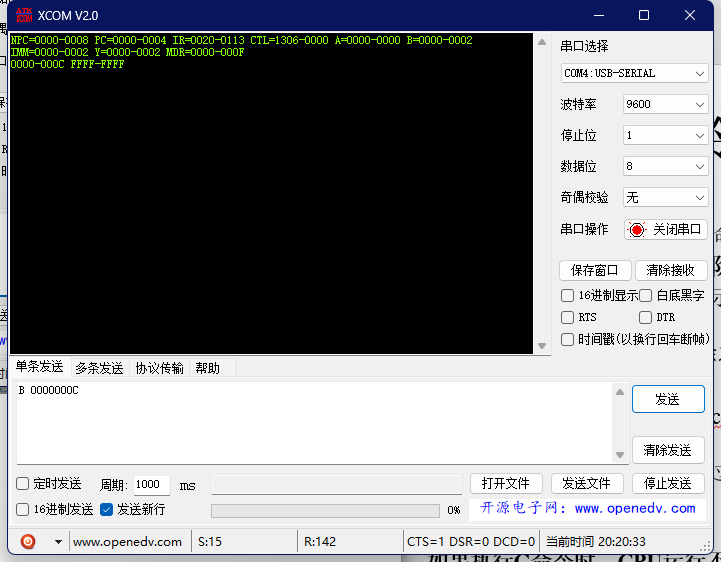 XCOM V2.0
NPC=0000-0008 PC=0000-0004 IR=0020-0113 CTL=1306-0000 A=0000-0000 B=0000-0002
IMM=0000-0002 Y=0000-0002 MDR=0000-000F
0000-000C FFFF-FFFF
串口选择
COM4:USB-SERIAL
波特率 9600
停止位 1
数据位 8
奇偶校验 无
串口操作 关闭串口
保存窗口 清除接收
16进制显示 白底黑字
RTS DTR
时间戳(以换行回车断帧)
单条发送 多条发送 协议传输 帮助
B 0000000C
发送
清除发送
定时发送 周期: 1000 ms 打开文件 发送文件 停止发送
16进制发送 发送新行 0% 开源电子网：www.openedv.com
www.openedv.com S:15 R:142 CTS=1 DSR=0 DCD=0 当前时间 20:20:33